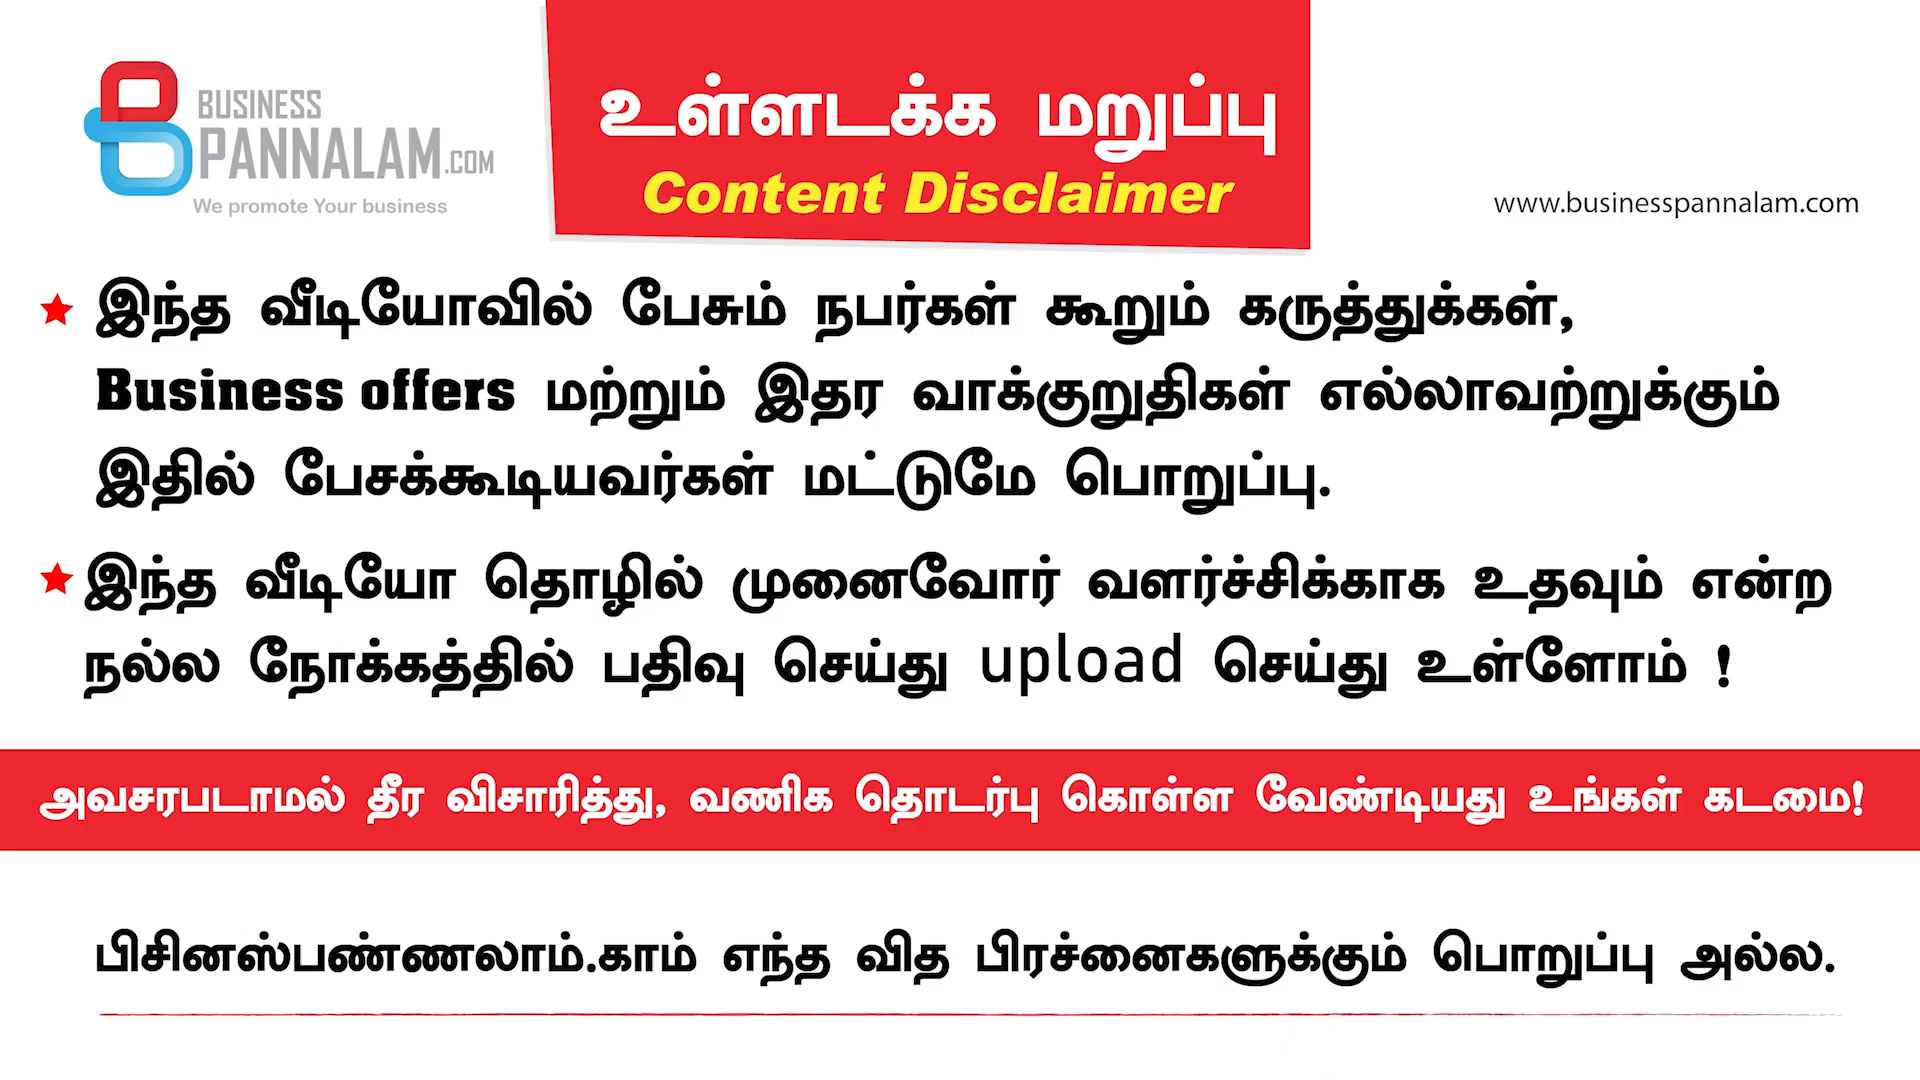 BUSINESS
PANNALAM.COM
We promote Your business
உள்ளடக்க மறுப்பு
Content Disclaimer
www.businesspannalam.com
இந்த வீடியோவில் பேசும் நபர்கள் கூறும் கருத்துக்கள்,
Business offers மற்றும் இதர வாக்குறுதிகள் எல்லாவற்றுக்கும்
இதில் பேசக்கூடியவர்கள் மட்டுமே பொறுப்பு.
இந்த வீடியோ தொழில் முனைவோர் வளர்ச்சிக்காக உதவும் என்ற
நல்ல நோக்கத்தில் பதிவு செய்து upload செய்து உள்ளோம் !
அவசரபடாமல் தீர விசாரித்து, வணிக தொடர்பு கொள்ள வேண்டியது உங்கள் கடமை!
பிசினஸ்பண்ணலாம்.காம் எந்த வித பிரச்னைகளுக்கும் பொறுப்பு அல்ல.